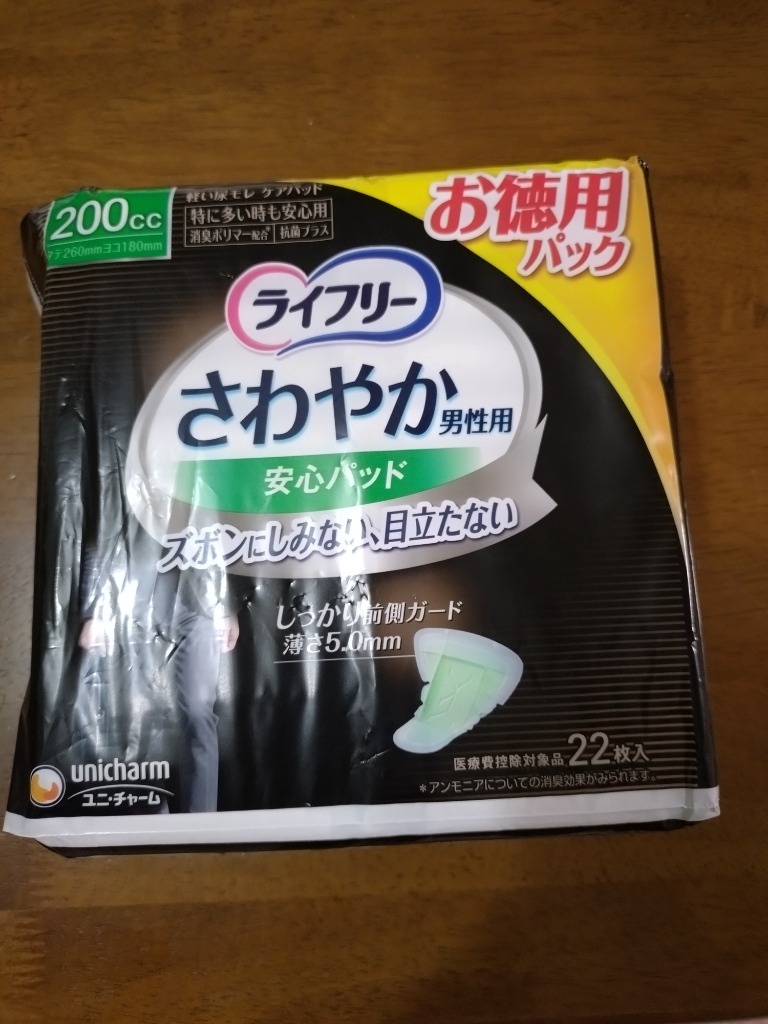 200cc
タテ260mmヨコ180mm
軽い尿モレ ケアパッド
特に多い時も安心用
消臭ポリマー配合* 抗菌プラス
お徳用
パック
ライフリー
さわやか男性用
安心パッド
ズボンにしみない、目立たない
しっかり前側ガード
薄さ5.0mm
医療費控除対象品 22枚入
*アンモニアについての消臭効果がみられます。
unicharm
ユニ・チャーム